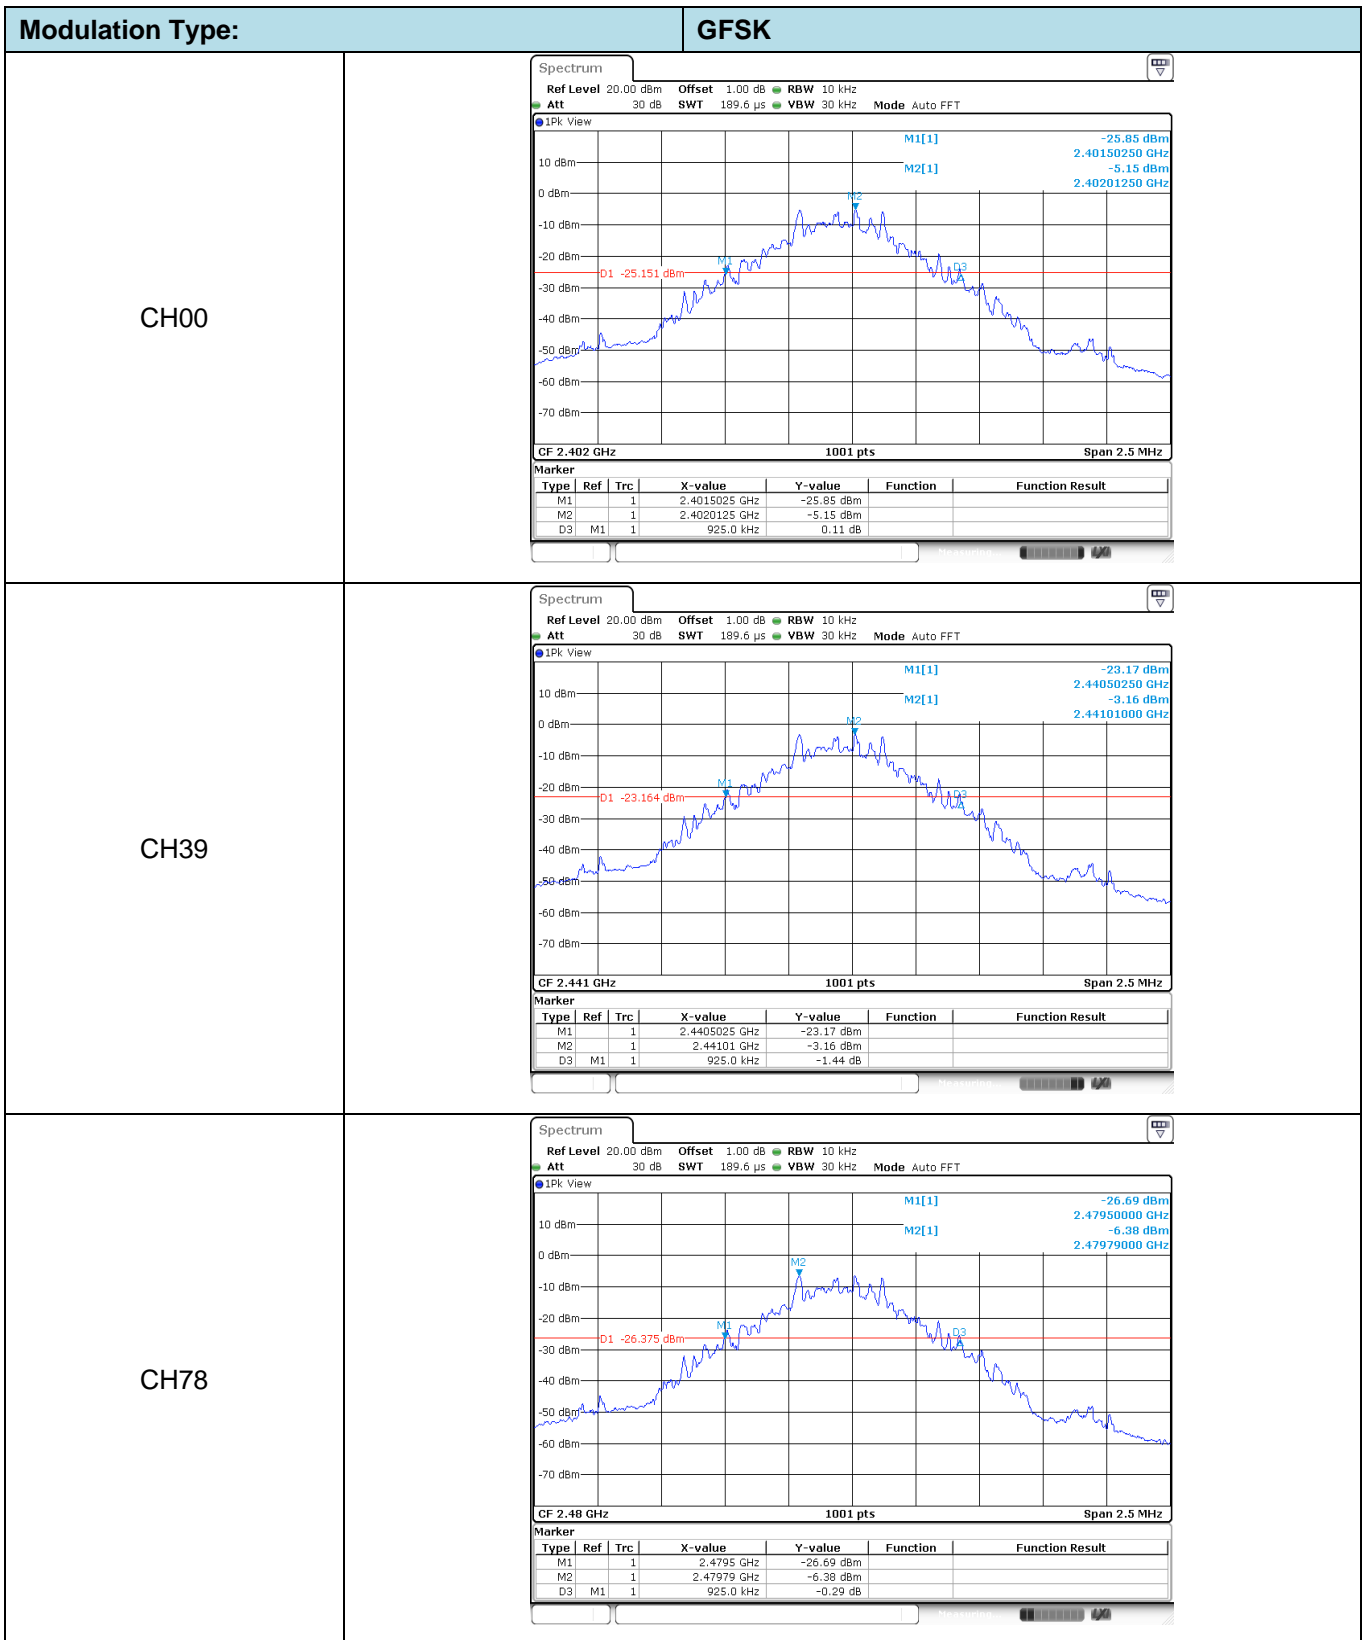 Modulation Type: GFSK
CH00
Spectrum
Ref Level 20.00 dBm Offset 1.00 dB RBW 10 kHz
Att 30 dB SWT 189.6 µs VBW 30 kHz Mode Auto FFT
1Pk View
M1[1] -25.85 dBm
2.40150250 GHz
10 dBm
M2[1] -5.15 dBm
2.40201250 GHz
0 dBm
M2
-10 dBm
-20 dBm
M1
D3
D1 -25.151 dBm
-30 dBm
-40 dBm
-50 dBm
-60 dBm
-70 dBm
CF 2.402 GHz 1001 pts Span 2.5 MHz
Marker
Type Ref Trc X-value Y-value Function Function Result
M1 1 2.4015025 GHz -25.85 dBm
M2 1 2.4020125 GHz -5.15 dBm
D3 M1 1 925.0 kHz 0.11 dB
Measuring...
CH39
Spectrum
Ref Level 20.00 dBm Offset 1.00 dB RBW 10 kHz
Att 30 dB SWT 189.6 µs VBW 30 kHz Mode Auto FFT
1Pk View
M1[1] -23.17 dBm
2.44050250 GHz
10 dBm
M2[1] -3.16 dBm
2.44101000 GHz
0 dBm
M2
-10 dBm
-20 dBm
M1
D3
D1 -23.164 dBm
-30 dBm
-40 dBm
-50 dBm
-60 dBm
-70 dBm
CF 2.441 GHz 1001 pts Span 2.5 MHz
Marker
Type Ref Trc X-value Y-value Function Function Result
M1 1 2.4405025 GHz -23.17 dBm
M2 1 2.44101 GHz -3.16 dBm
D3 M1 1 925.0 kHz -1.44 dB
Measuring...
CH78
Spectrum
Ref Level 20.00 dBm Offset 1.00 dB RBW 10 kHz
Att 30 dB SWT 189.6 µs VBW 30 kHz Mode Auto FFT
1Pk View
M1[1] -26.69 dBm
2.47950000 GHz
10 dBm
M2[1] -6.38 dBm
2.47979000 GHz
0 dBm
M2
-10 dBm
-20 dBm
M1
D3
D1 -26.375 dBm
-30 dBm
-40 dBm
-50 dBm
-60 dBm
-70 dBm
CF 2.48 GHz 1001 pts Span 2.5 MHz
Marker
Type Ref Trc X-value Y-value Function Function Result
M1 1 2.4795 GHz -26.69 dBm
M2 1 2.47979 GHz -6.38 dBm
D3 M1 1 925.0 kHz -0.29 dB
Measuring...